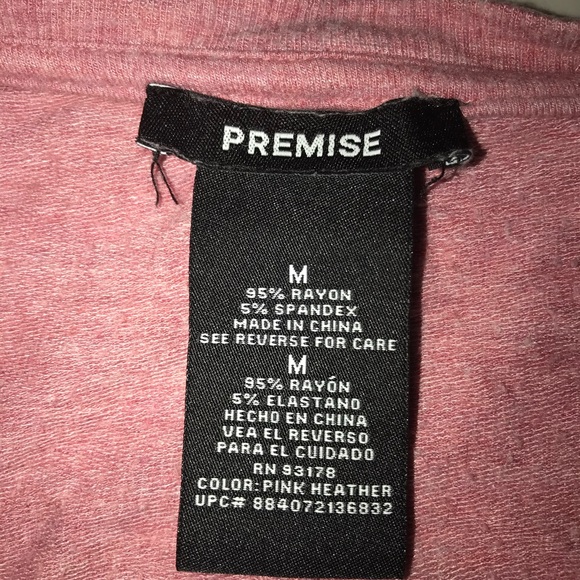 PREMISE
M
95% RAYON
5% SPANDEX
MADE IN CHINA
SEE REVERSE FOR CARE
M
95% RAYÓN
5% ELASTANO
HECHO EN CHINA
VEA EL REVERSO
PARA EL CUIDADO
RN 93178
COLOR: PINK HEATHER
UPC# 884072136832